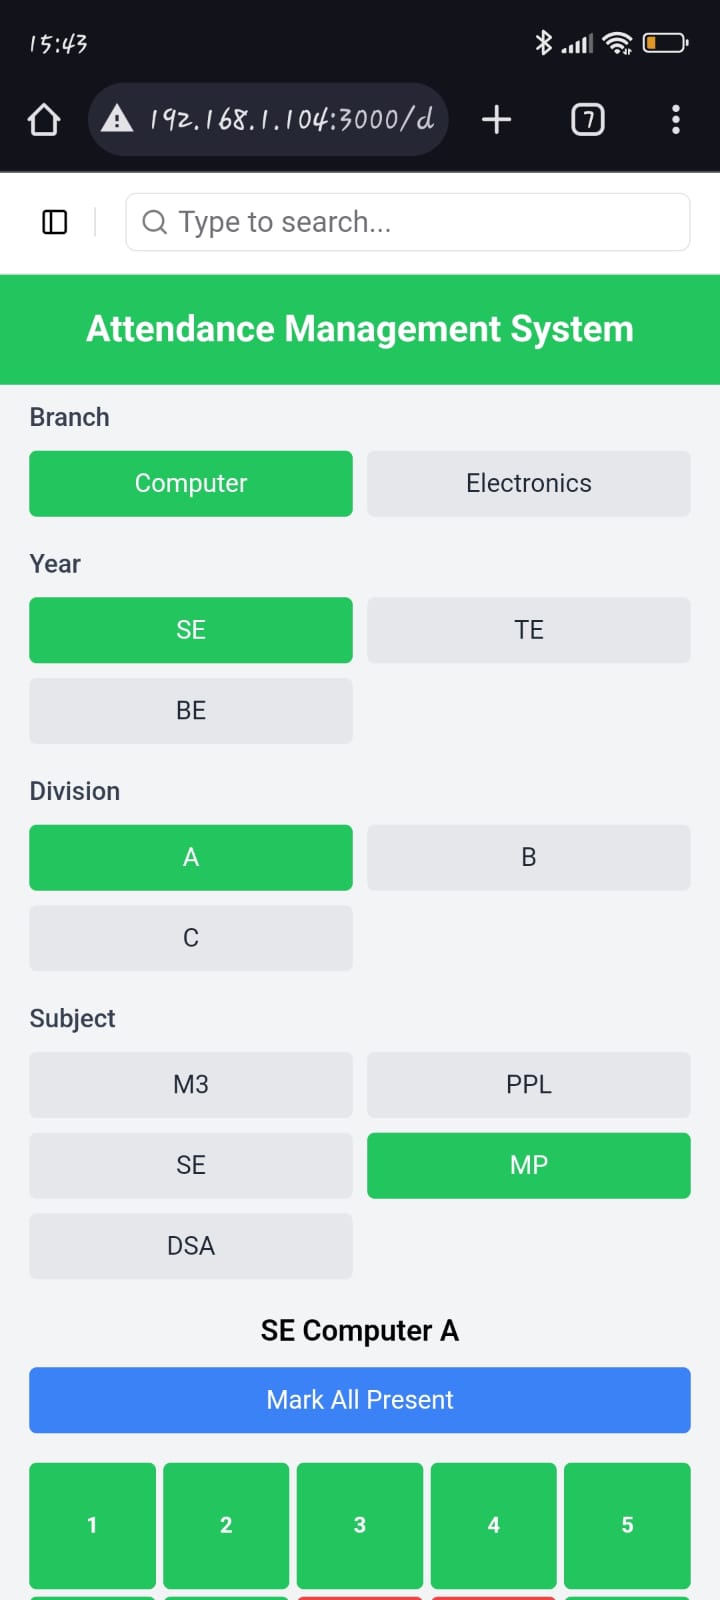 15:43
192.168.1.104:3000/d
7
Type to search...
Attendance Management System
Branch
Computer Electronics
Year
SE TE
BE
Division
A B
C
Subject
M3 PPL
SE MP
DSA
SE Computer A
Mark All Present
1 2 3 4 5